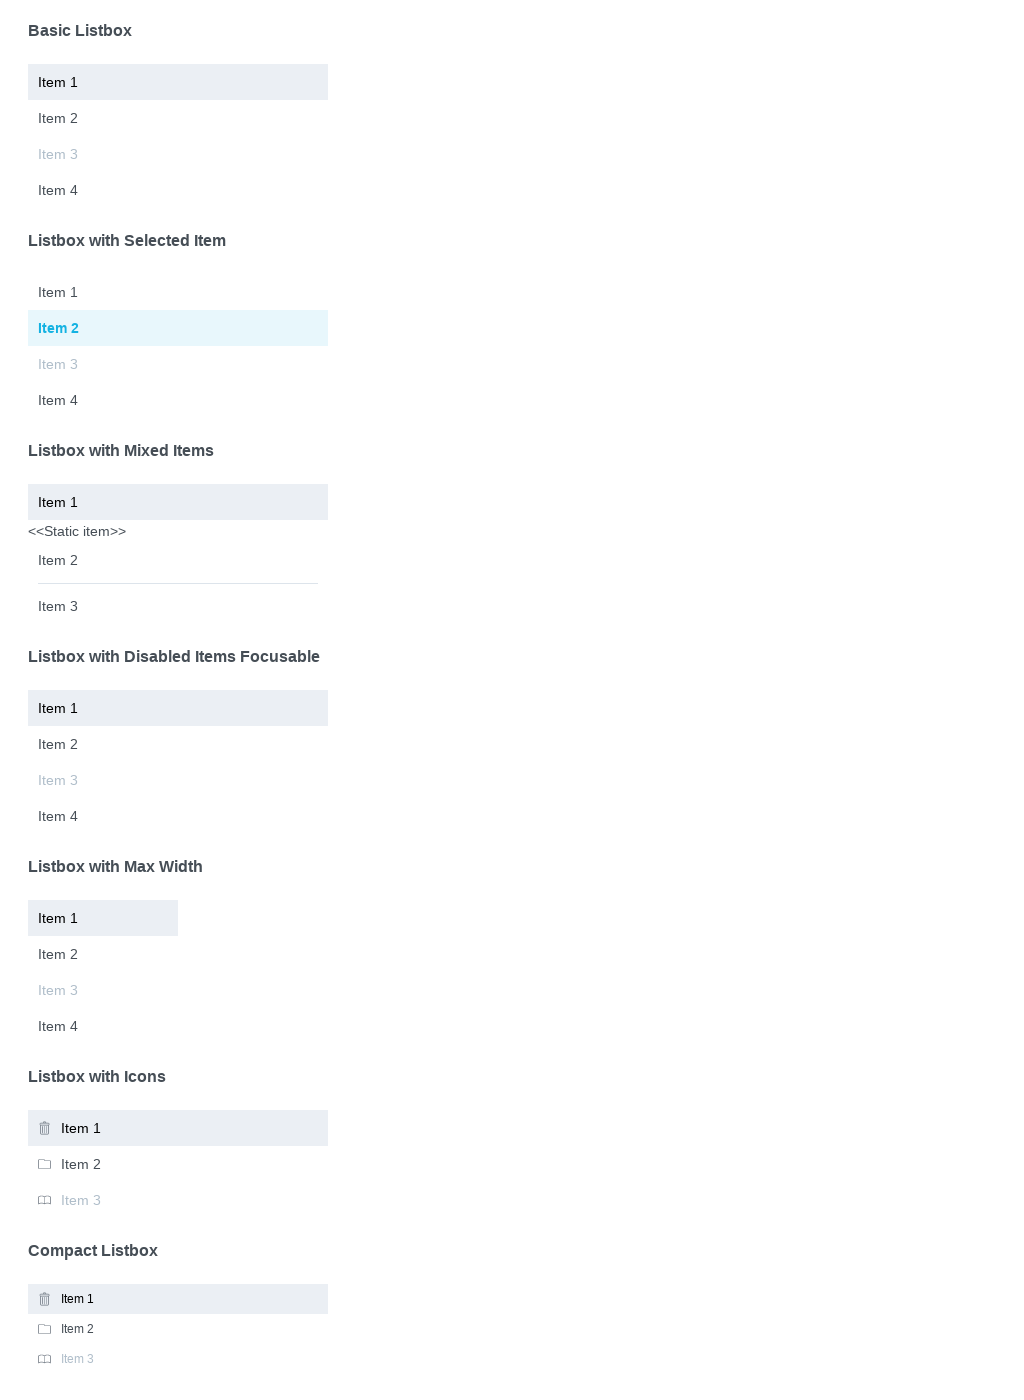 Basic Listbox
Item 1
Item 2
Item 3
Item 4
Listbox with Selected Item
Item 1
Item 2
Item 3
Item 4
Listbox with Mixed Items
Item 1
<<Static item>>
Item 2
Item 3
Listbox with Disabled Items Focusable
Item 1
Item 2
Item 3
Item 4
Listbox with Max Width
Item 1
Item 2
Item 3
Item 4
Listbox with Icons
Item 1
Item 2
Item 3
Compact Listbox
Item 1
Item 2
Item 3